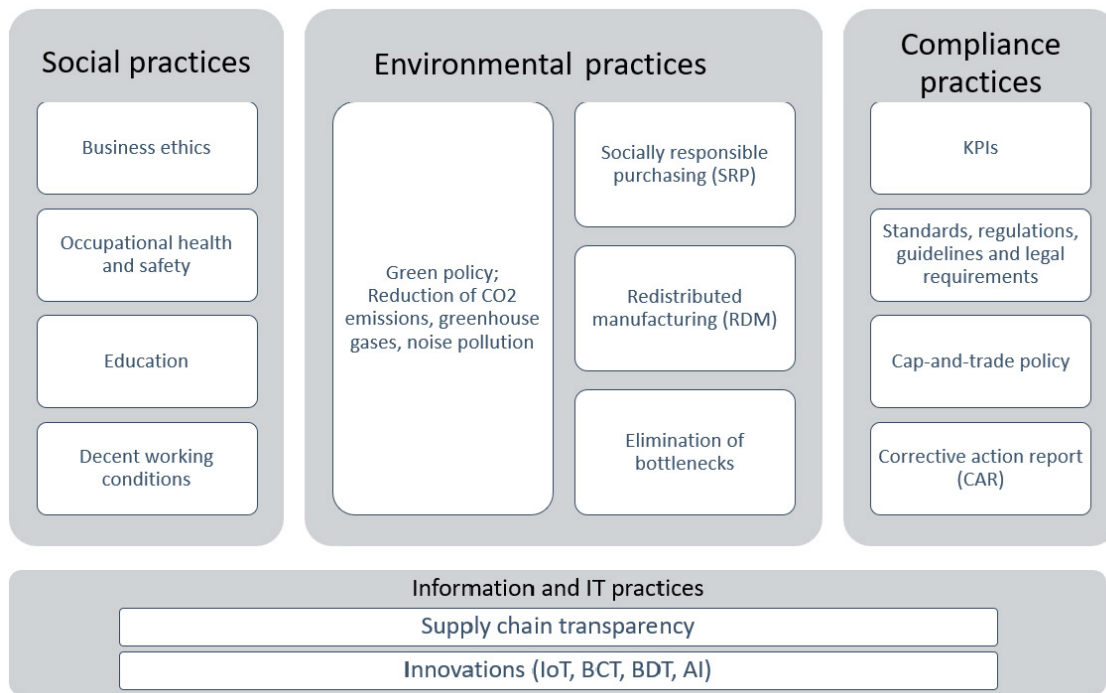 Social practices
Business ethics
Occupational health
and safety
Education
Decent working
conditions
Environmental practices
Green policy;
Reduction of CO2
emissions, greenhouse
gases, noise pollution
Socially responsible
purchasing (SRP)
Redistributed
manufacturing (RDM)
Elimination of
bottlenecks
Compliance
practices
KPIs
Standards, regulations,
guidelines and legal
requirements
Cap-and-trade policy
Corrective action report
(CAR)
Information and IT practices
Supply chain transparency
Innovations (IoT, BCT, BDT, AI)